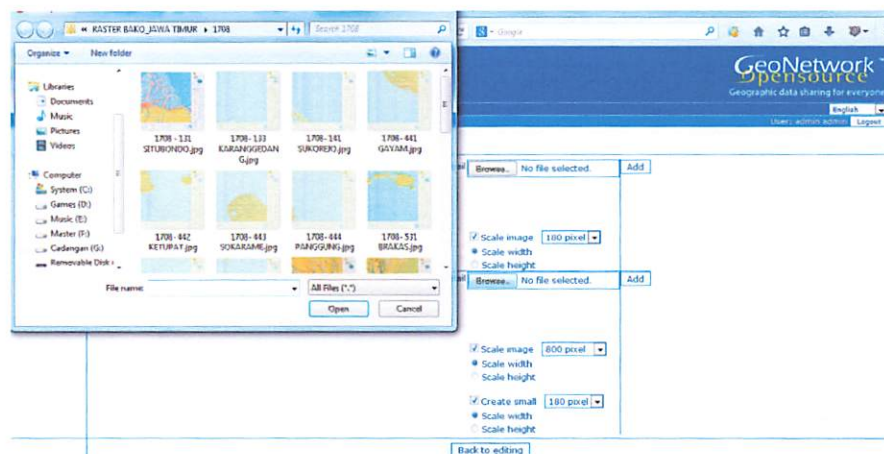 « RASTER BAKO_JAWA TIMUR ▸ 1708
Search 1708
Organize
New folder
Libraries
Documents
Music
Pictures
Videos
Computer
System (C:)
Games (D:)
Music (E:)
Master (F:)
Cadangan (G:)
Removable Disk
1708-131 SITUBONDO.jpg
1708-133 KARANGGEDANG.jpg
1708-141 SUKOREJO.jpg
1708-441 GAYAM.jpg
1708-442 KETUPAT.jpg
1708-443 SOKARAME.jpg
1708-444 PANGGUNG.jpg
1708-531 BRAKAS.jpg
File name:
All Files (*.*)
Open
Cancel
Google
GeoNetwork
Opensource
Geographic data sharing for everyone
English
User: admin admin
Logout
Browse..
No file selected.
Add
Scale image
180 pixel
Scale width
Scale height
Browse..
No file selected.
Add
Scale image
800 pixel
Scale width
Scale height
Create small
180 pixel
Scale width
Scale height
Back to editing